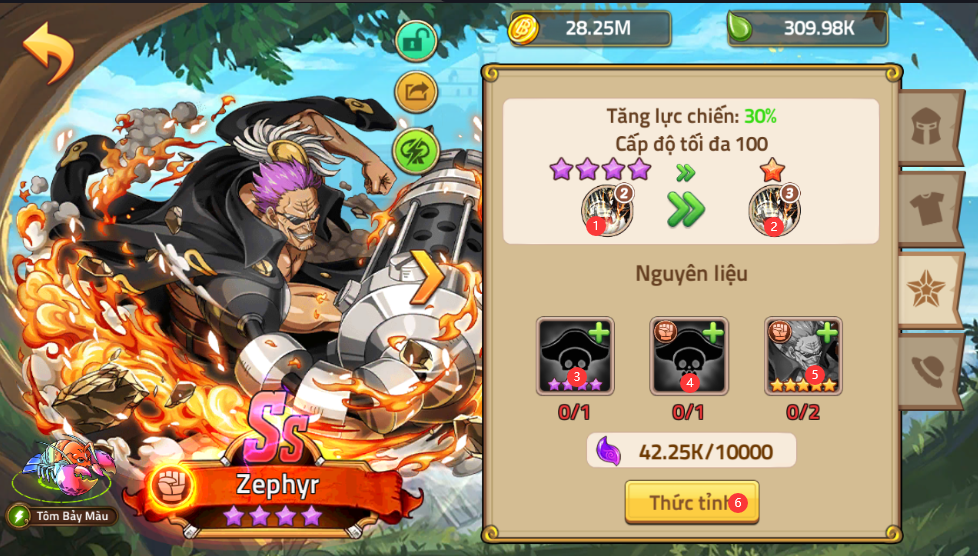 28.25M
309.98K
Tăng lực chiến: 30%
Cấp độ tối đa 100
2
3
1
2
Nguyên liệu
3
4
5
0/1
0/1
0/2
42.25K/10000
Thức tỉnh
6
Ss
Zephyr
Tôm Bảy Màu